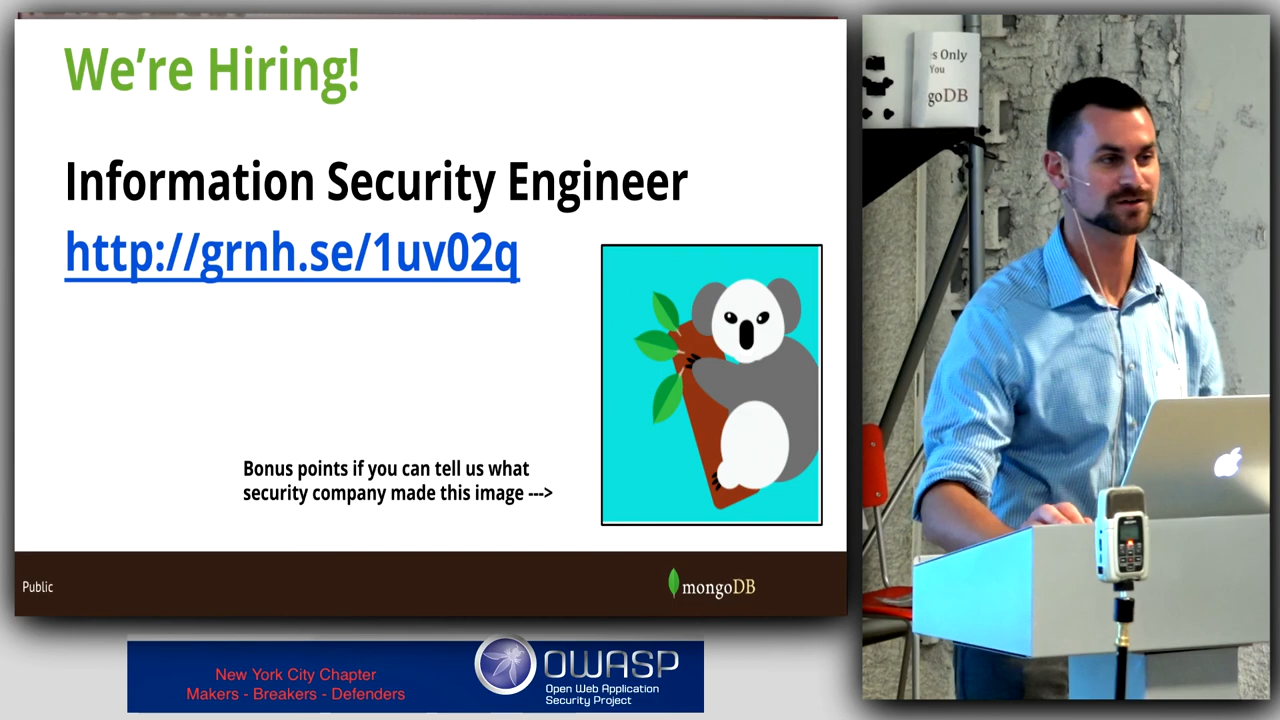 We're Hiring!
Information Security Engineer
http://grnh.se/1uv02q
Bonus points if you can tell us what
security company made this image --->
Public
mongoDB
New York City Chapter
Makers - Breakers - Defenders
OWASP
Open Web Application
Security Project
s Only
You
goDB